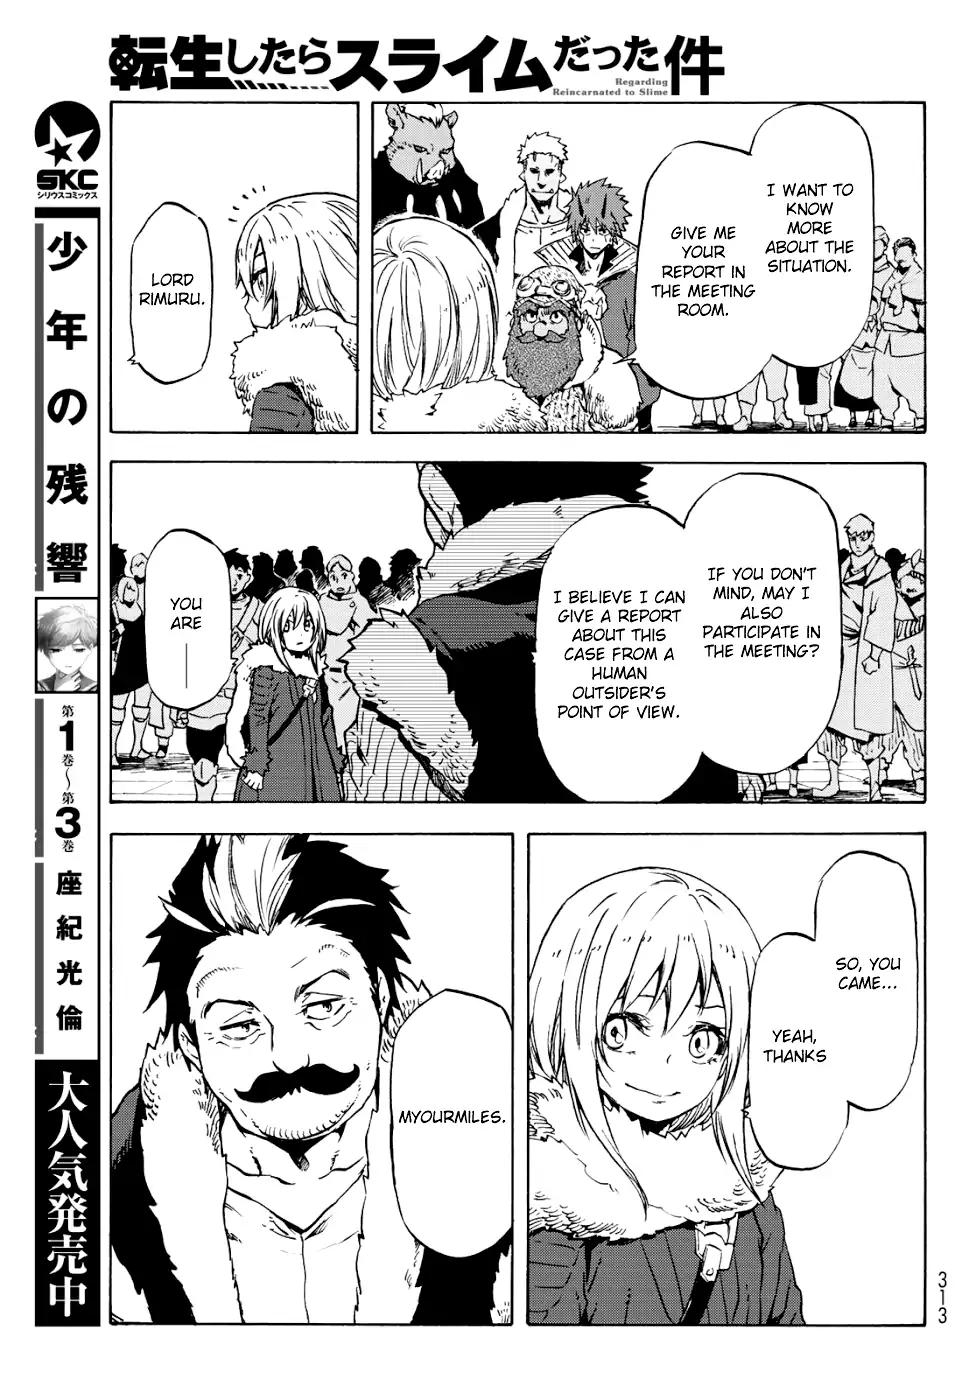 転生したらスライムだった件
Regarding
Reincarnated to Slime
SKC
シリウスコミックス
少年の残響
第1巻〜第3巻
座紀光倫
大人気発売中
I WANT TO
KNOW
MORE
ABOUT THE
SITUATION.
GIVE ME
YOUR
REPORT IN
THE MEETING
ROOM.
LORD
RIMURU.
IF YOU DON'T
MIND, MAY I
ALSO
PARTICIPATE IN
THE MEETING?
I BELIEVE I CAN
GIVE A REPORT
ABOUT THIS
CASE FROM A
HUMAN
OUTSIDER'S
POINT OF VIEW.
YOU
ARE
SO, YOU
CAME...
YEAH,
THANKS
MYOURMILES.
313